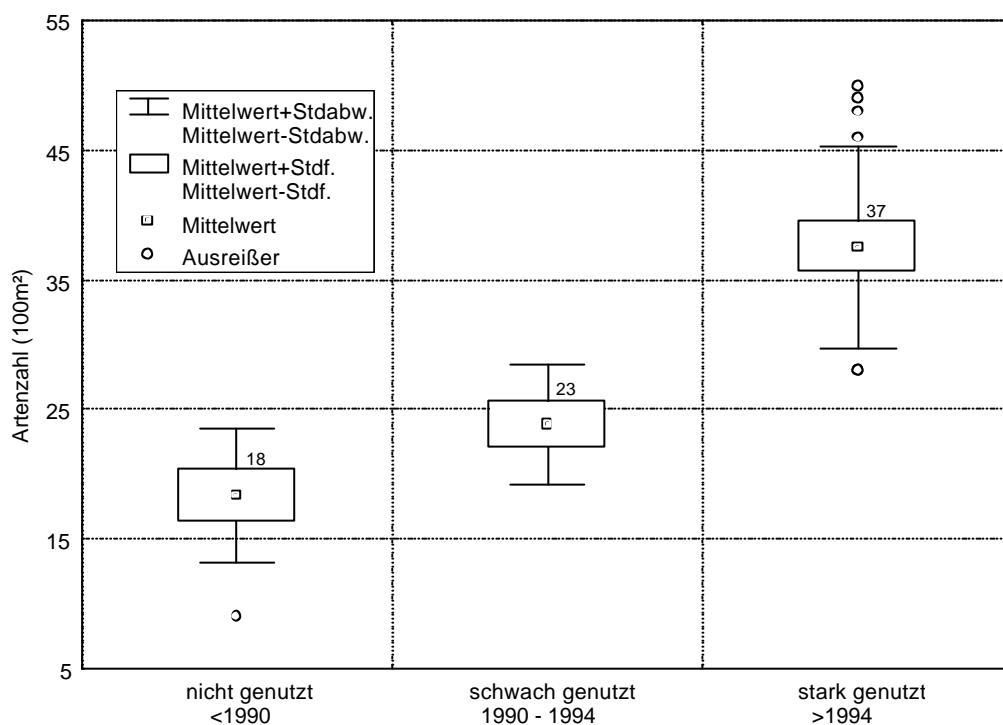 55
45
35
25
15
5
Artenzahl (100m²)
Mittelwert+Stdabw.
Mittelwert-Stdabw.
Mittelwert+Stdf.
Mittelwert-Stdf.
Mittelwert
Ausreißer
18
23
37
nicht genutzt
<1990
schwach genutzt
1990 - 1994
stark genutzt
>1994